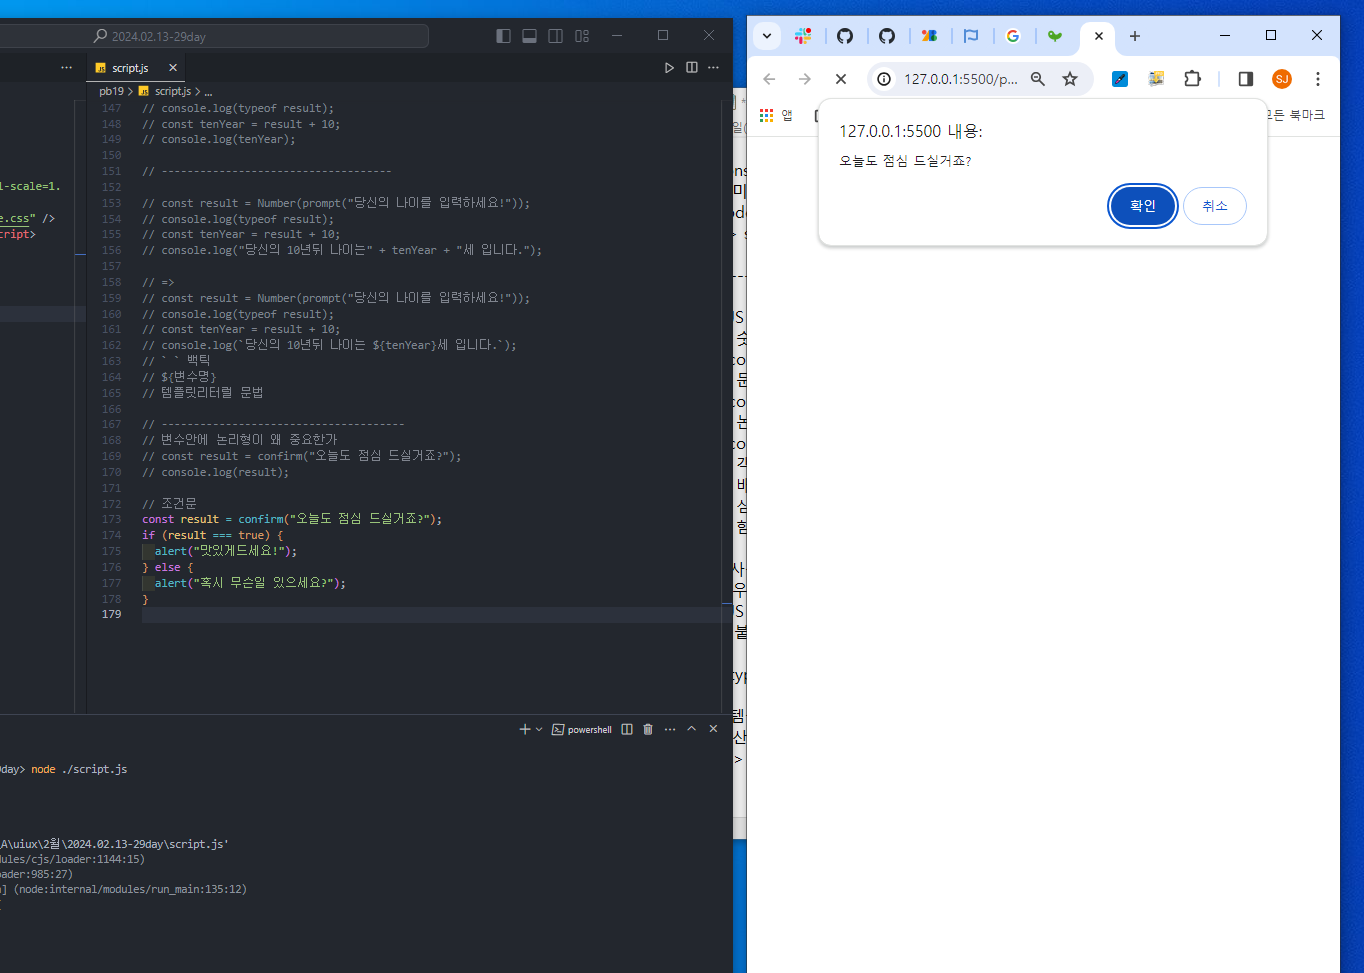 2024.02.13-29day
script.js
pb19 > script.js > ...
147 // console.log(typeof result);
148 // const tenYear = result + 10;
149 // console.log(tenYear);
150
151 // ------------------------------------
152
153 // const result = Number(prompt("당신의 나이를 입력하세요!"));
154 // console.log(typeof result);
155 // const tenYear = result + 10;
156 // console.log("당신의 10년뒤 나이는" + tenYear + "세 입니다.");
157
158 // =>
159 // const result = Number(prompt("당신의 나이를 입력하세요!"));
160 // console.log(typeof result);
161 // const tenYear = result + 10;
162 // console.log(`당신의 10년뒤 나이는 ${tenYear}세 입니다.`);
163 // ` ` 백틱
164 // ${변수명}
165 // 템플릿리터럴 문법
166
167 // --------------------------------------
168 // 변수안에 논리형이 왜 중요한가
169 // const result = confirm("오늘도 점심 드실거죠?");
170 // console.log(result);
171
172 // 조건문
173 const result = confirm("오늘도 점심 드실거죠?");
174 if (result === true) {
175 alert("맛있게드세요!");
176 } else {
177 alert("혹시 무슨일 있으세요?");
178 }
179
l-scale=1.
e.css" />
cript>
powershell
day> node ./script.js
A\uiux\2월\2024.02.13-29day\script.js'
ules/cjs/loader:1144:15)
ader:985:27)
] (node:internal/modules/run_main:135:12)
127.0.0.1:5500/p...
SJ
앱
모든 북마크
127.0.0.1:5500 내용:
오늘도 점심 드실거죠?
확인
취소